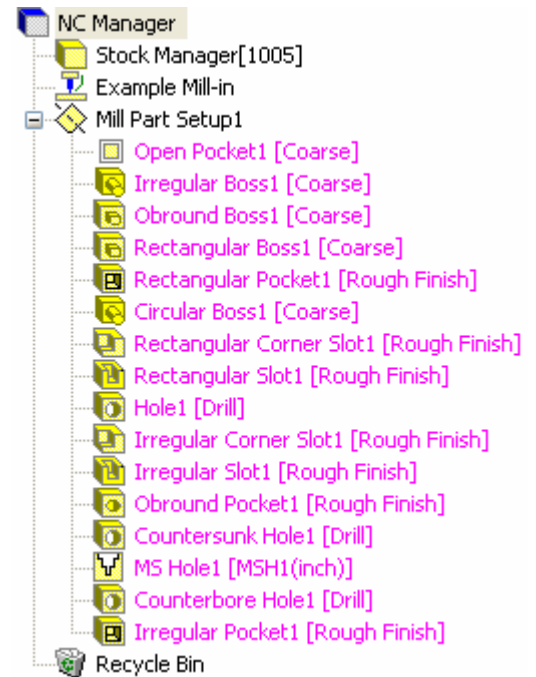 NC Manager
Stock Manager[1005]
Example Mill-in
Mill Part Setup1
Open Pocket1 [Coarse]
Irregular Boss1 [Coarse]
Obround Boss1 [Coarse]
Rectangular Boss1 [Coarse]
Rectangular Pocket1 [Rough Finish]
Circular Boss1 [Coarse]
Rectangular Corner Slot1 [Rough Finish]
Rectangular Slot1 [Rough Finish]
Hole1 [Drill]
Irregular Corner Slot1 [Rough Finish]
Irregular Slot1 [Rough Finish]
Obround Pocket1 [Rough Finish]
Countersunk Hole1 [Drill]
MS Hole1 [MSH1(inch)]
Counterbore Hole1 [Drill]
Irregular Pocket1 [Rough Finish]
Recycle Bin